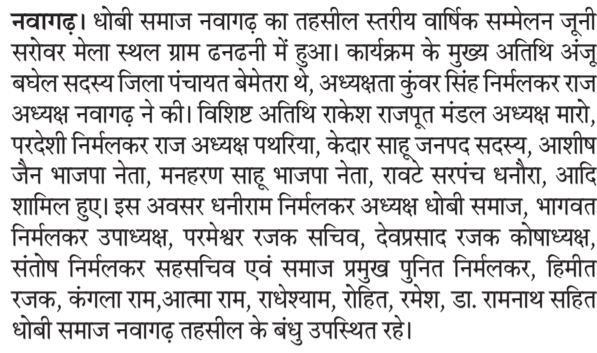 नवागढ़। धोबी समाज नवागढ़ का तहसील स्तरीय वार्षिक सम्मेलन जूनी
सरोवर मेला स्थल ग्राम ढनढनी में हुआ। कार्यक्रम के मुख्य अतिथि अंजू
बघेल सदस्य जिला पंचायत बेमेतरा थे, अध्यक्षता कुंवर सिंह निर्मलकर राज
अध्यक्ष नवागढ़ ने की। विशिष्ट अतिथि राकेश राजपूत मंडल अध्यक्ष मारो,
परदेशी निर्मलकर राज अध्यक्ष पथरिया, केदार साहू जनपद सदस्य, आशीष
जैन भाजपा नेता, मनहरण साहू भाजपा नेता, रावटे सरपंच धनौरा, आदि
शामिल हुए। इस अवसर धनीराम निर्मलकर अध्यक्ष धोबी समाज, भागवत
निर्मलकर उपाध्यक्ष, परमेश्वर रजक सचिव, देवप्रसाद रजक कोषाध्यक्ष,
संतोष निर्मलकर सहसचिव एवं समाज प्रमुख पुनित निर्मलकर, हिमीत
रजक, कंगला राम,आत्मा राम, राधेश्याम, रोहित, रमेश, डा. रामनाथ सहित
धोबी समाज नवागढ़ तहसील के बंधु उपस्थित रहे।